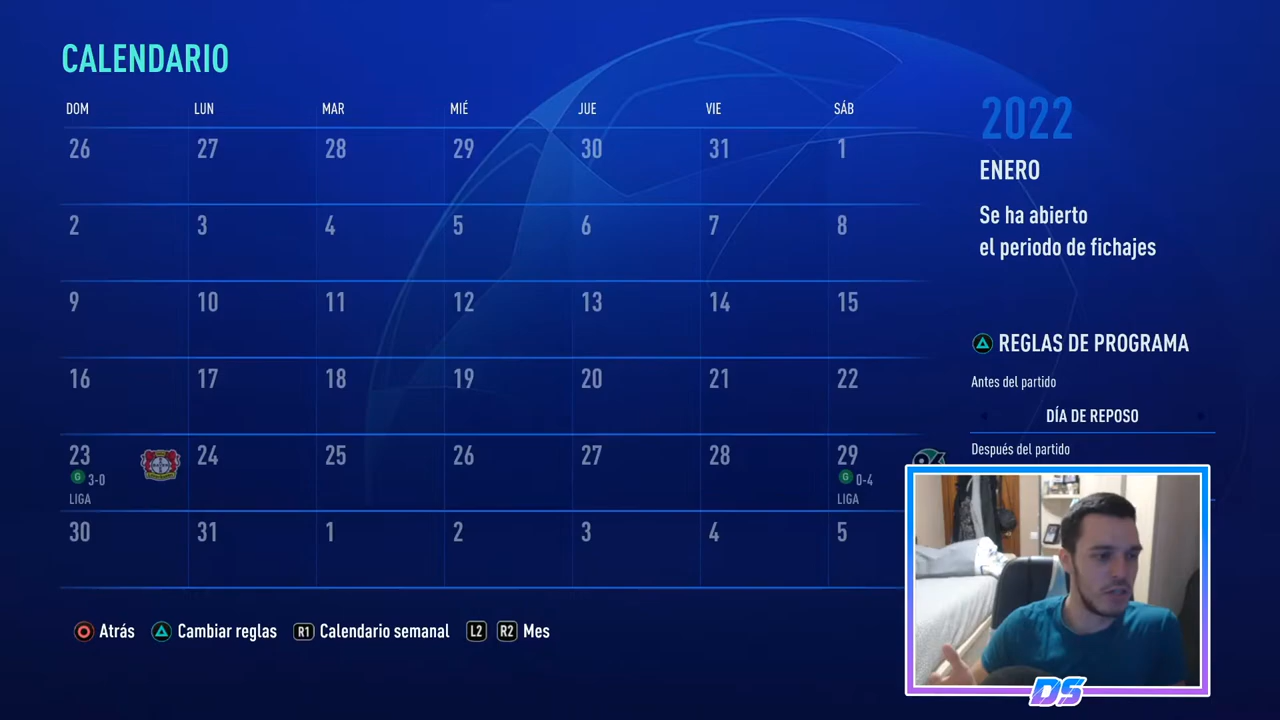 CALENDARIO
DOM LUN MAR MIÉ JUE VIE SÁB
26 27 28 29 30 31 1
2 3 4 5 6 7 8
9 10 11 12 13 14 15
16 17 18 19 20 21 22
23 24 25 26 27 28 29
G 3-0 G 0-4
LIGA LIGA
30 31 1 2 3 4 5
2022
ENERO
Se ha abierto
el periodo de fichajes
REGLAS DE PROGRAMA
Antes del partido
DÍA DE REPOSO
Después del partido
Atrás Cambiar reglas R1 Calendario semanal L2 R2 Mes
DS